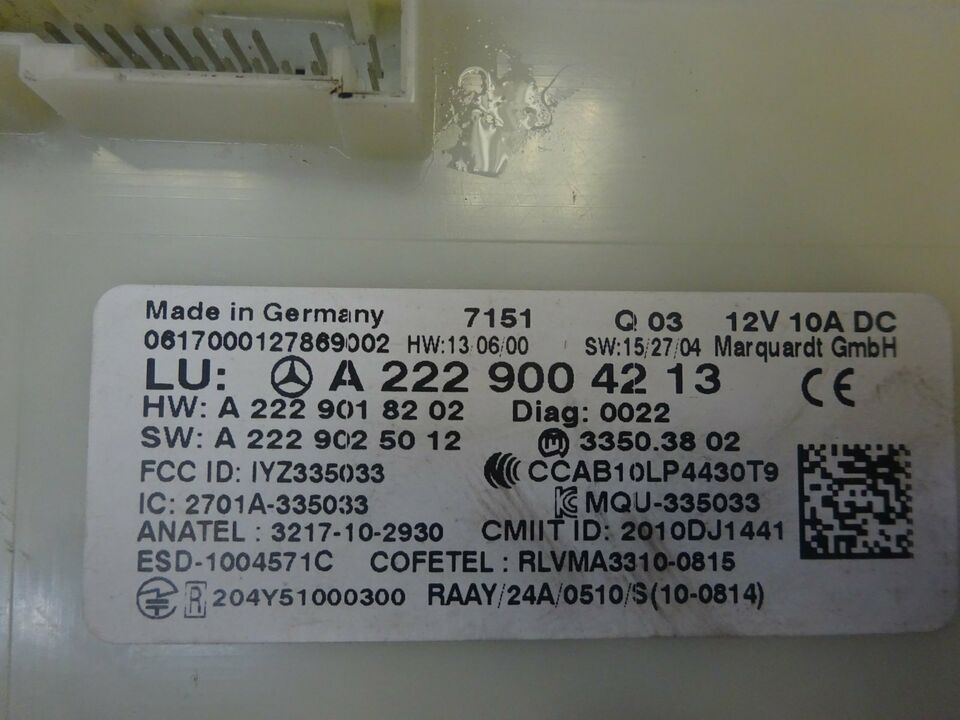 Made in Germany 7151 Q 03 12V 10A DC
0617000127869002 HW:13/06/00 SW:15/27/04 Marquardt GmbH
LU: A 222 900 42 13
HW: A 222 901 82 02 Diag: 0022
SW: A 222 902 50 12 3350.38 02
FCC ID: IYZ335033 CCAB10LP4430T9
IC: 2701A-335033 MQU-335033
ANATEL : 3217-10-2930 CMIIT ID: 2010DJ1441
ESD-1004571C COFETEL : RLVMA3310-0815
R 204Y51000300 RAAY/24A/0510/S(10-0814)
CE